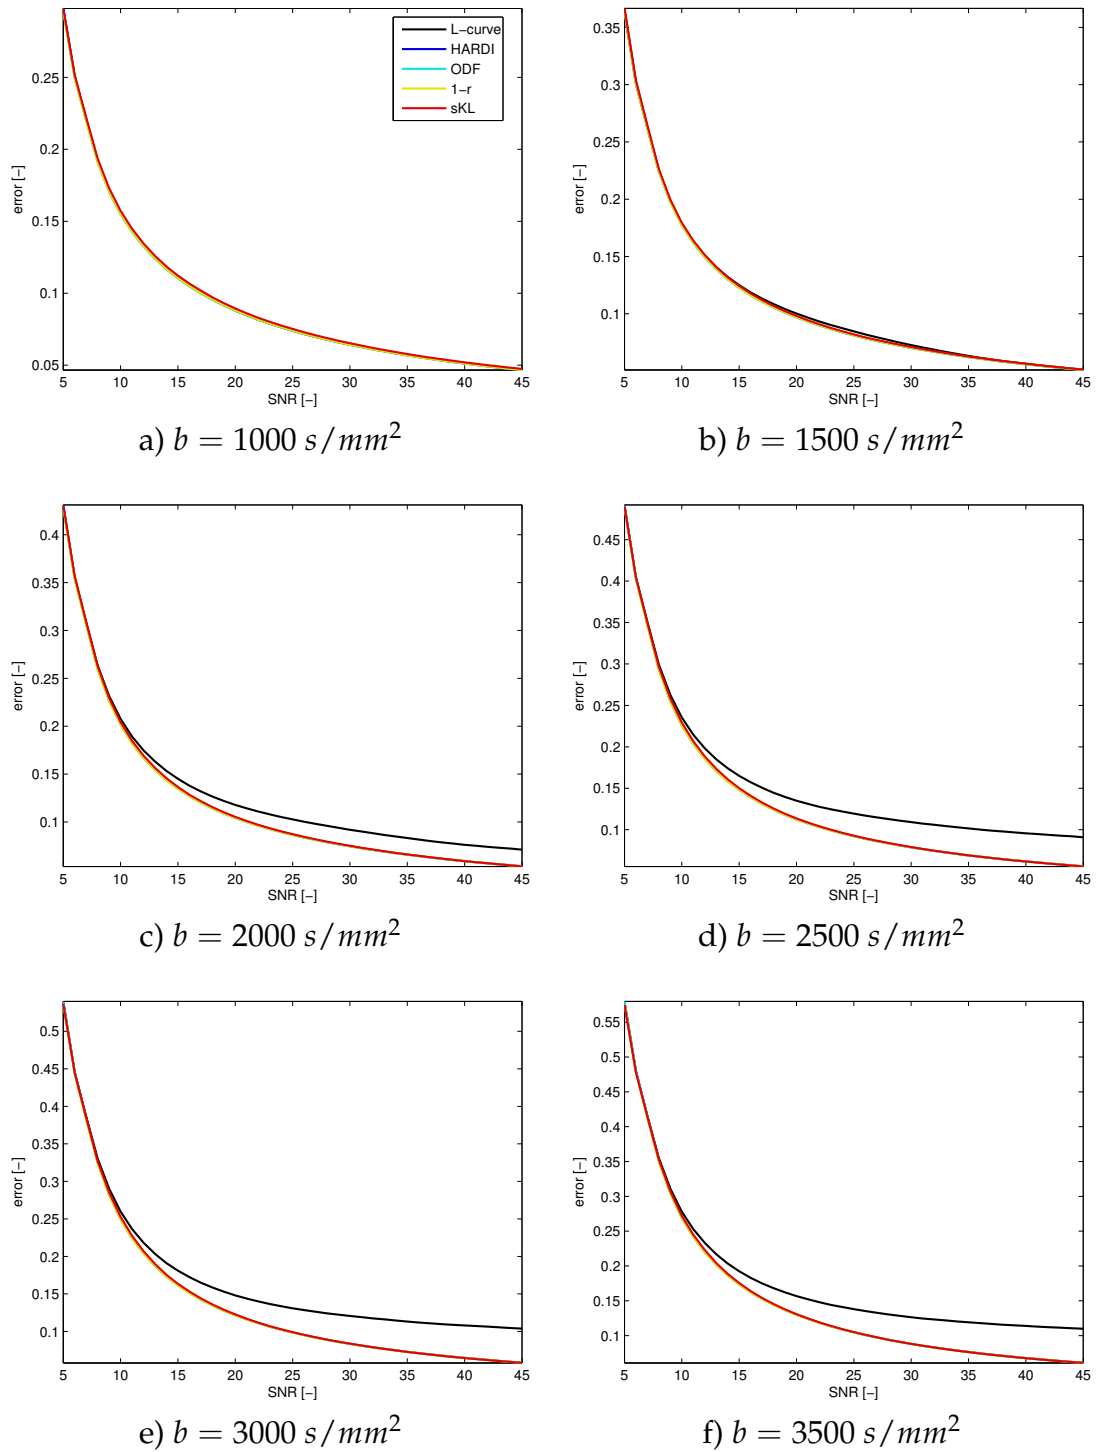 L−curve
HARDI
ODF
1−r
sKL
0.25
0.2
0.15
0.1
0.05
error [−]
5 10 15 20 25 30 35 40 45
SNR [−]
a) b = 1000 s/mm²
0.35
0.3
0.2
0.1
error [−]
5 10 15 20 25 30 35 40 45
SNR [−]
b) b = 1500 s/mm²
0.4
0.35
0.3
0.25
0.2
0.15
0.1
error [−]
5 10 15 20 25 30 35 40 45
SNR [−]
c) b = 2000 s/mm²
0.45
0.4
0.35
0.3
0.25
0.2
0.15
0.1
error [−]
5 10 15 20 25 30 35 40 45
SNR [−]
d) b = 2500 s/mm²
0.5
0.45
0.4
0.35
0.3
0.25
0.2
0.15
0.1
error [−]
5 10 15 20 25 30 35 40 45
SNR [−]
e) b = 3000 s/mm²
0.55
0.5
0.45
0.4
0.35
0.3
0.25
0.2
0.15
0.1
error [−]
5 10 15 20 25 30 35 40 45
SNR [−]
f) b = 3500 s/mm²